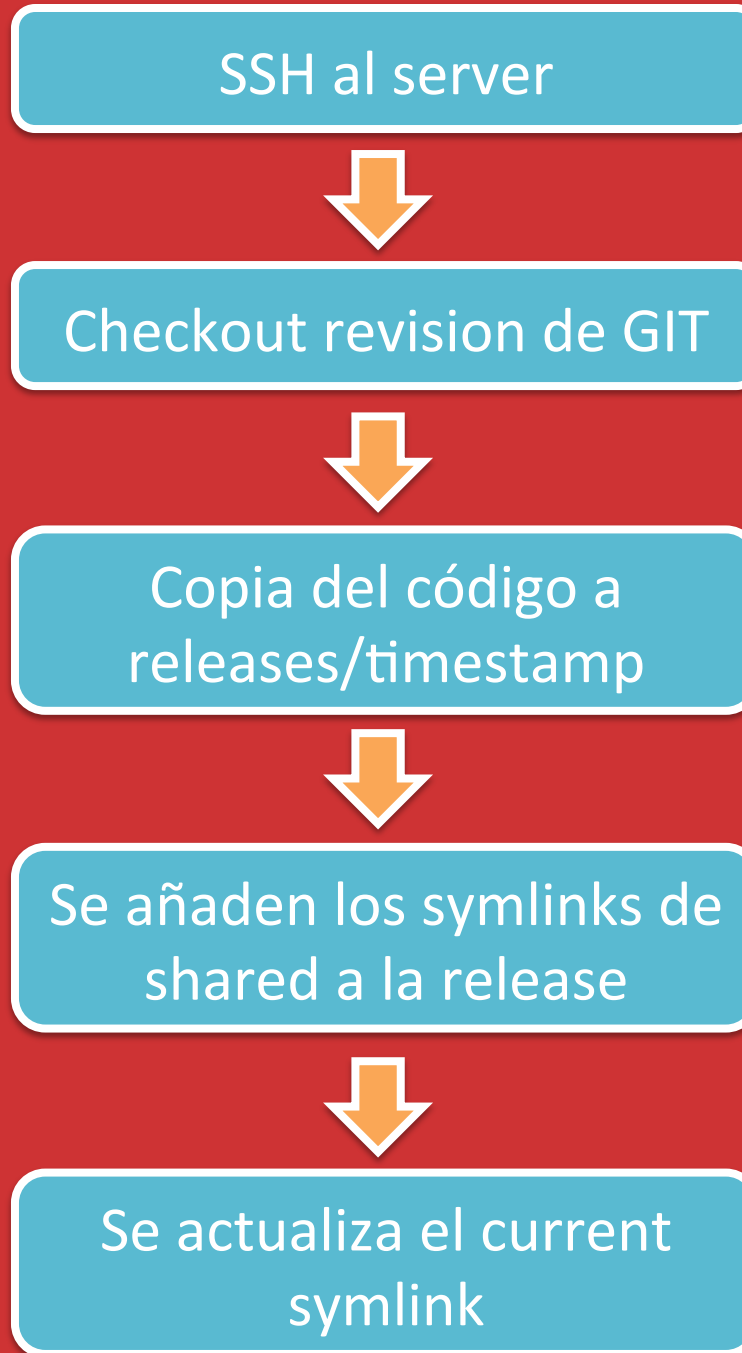 SSH al server
Checkout revision de GIT
Copia del código a
releases/timestamp
Se añaden los symlinks de
shared a la release
Se actualiza el current
symlink